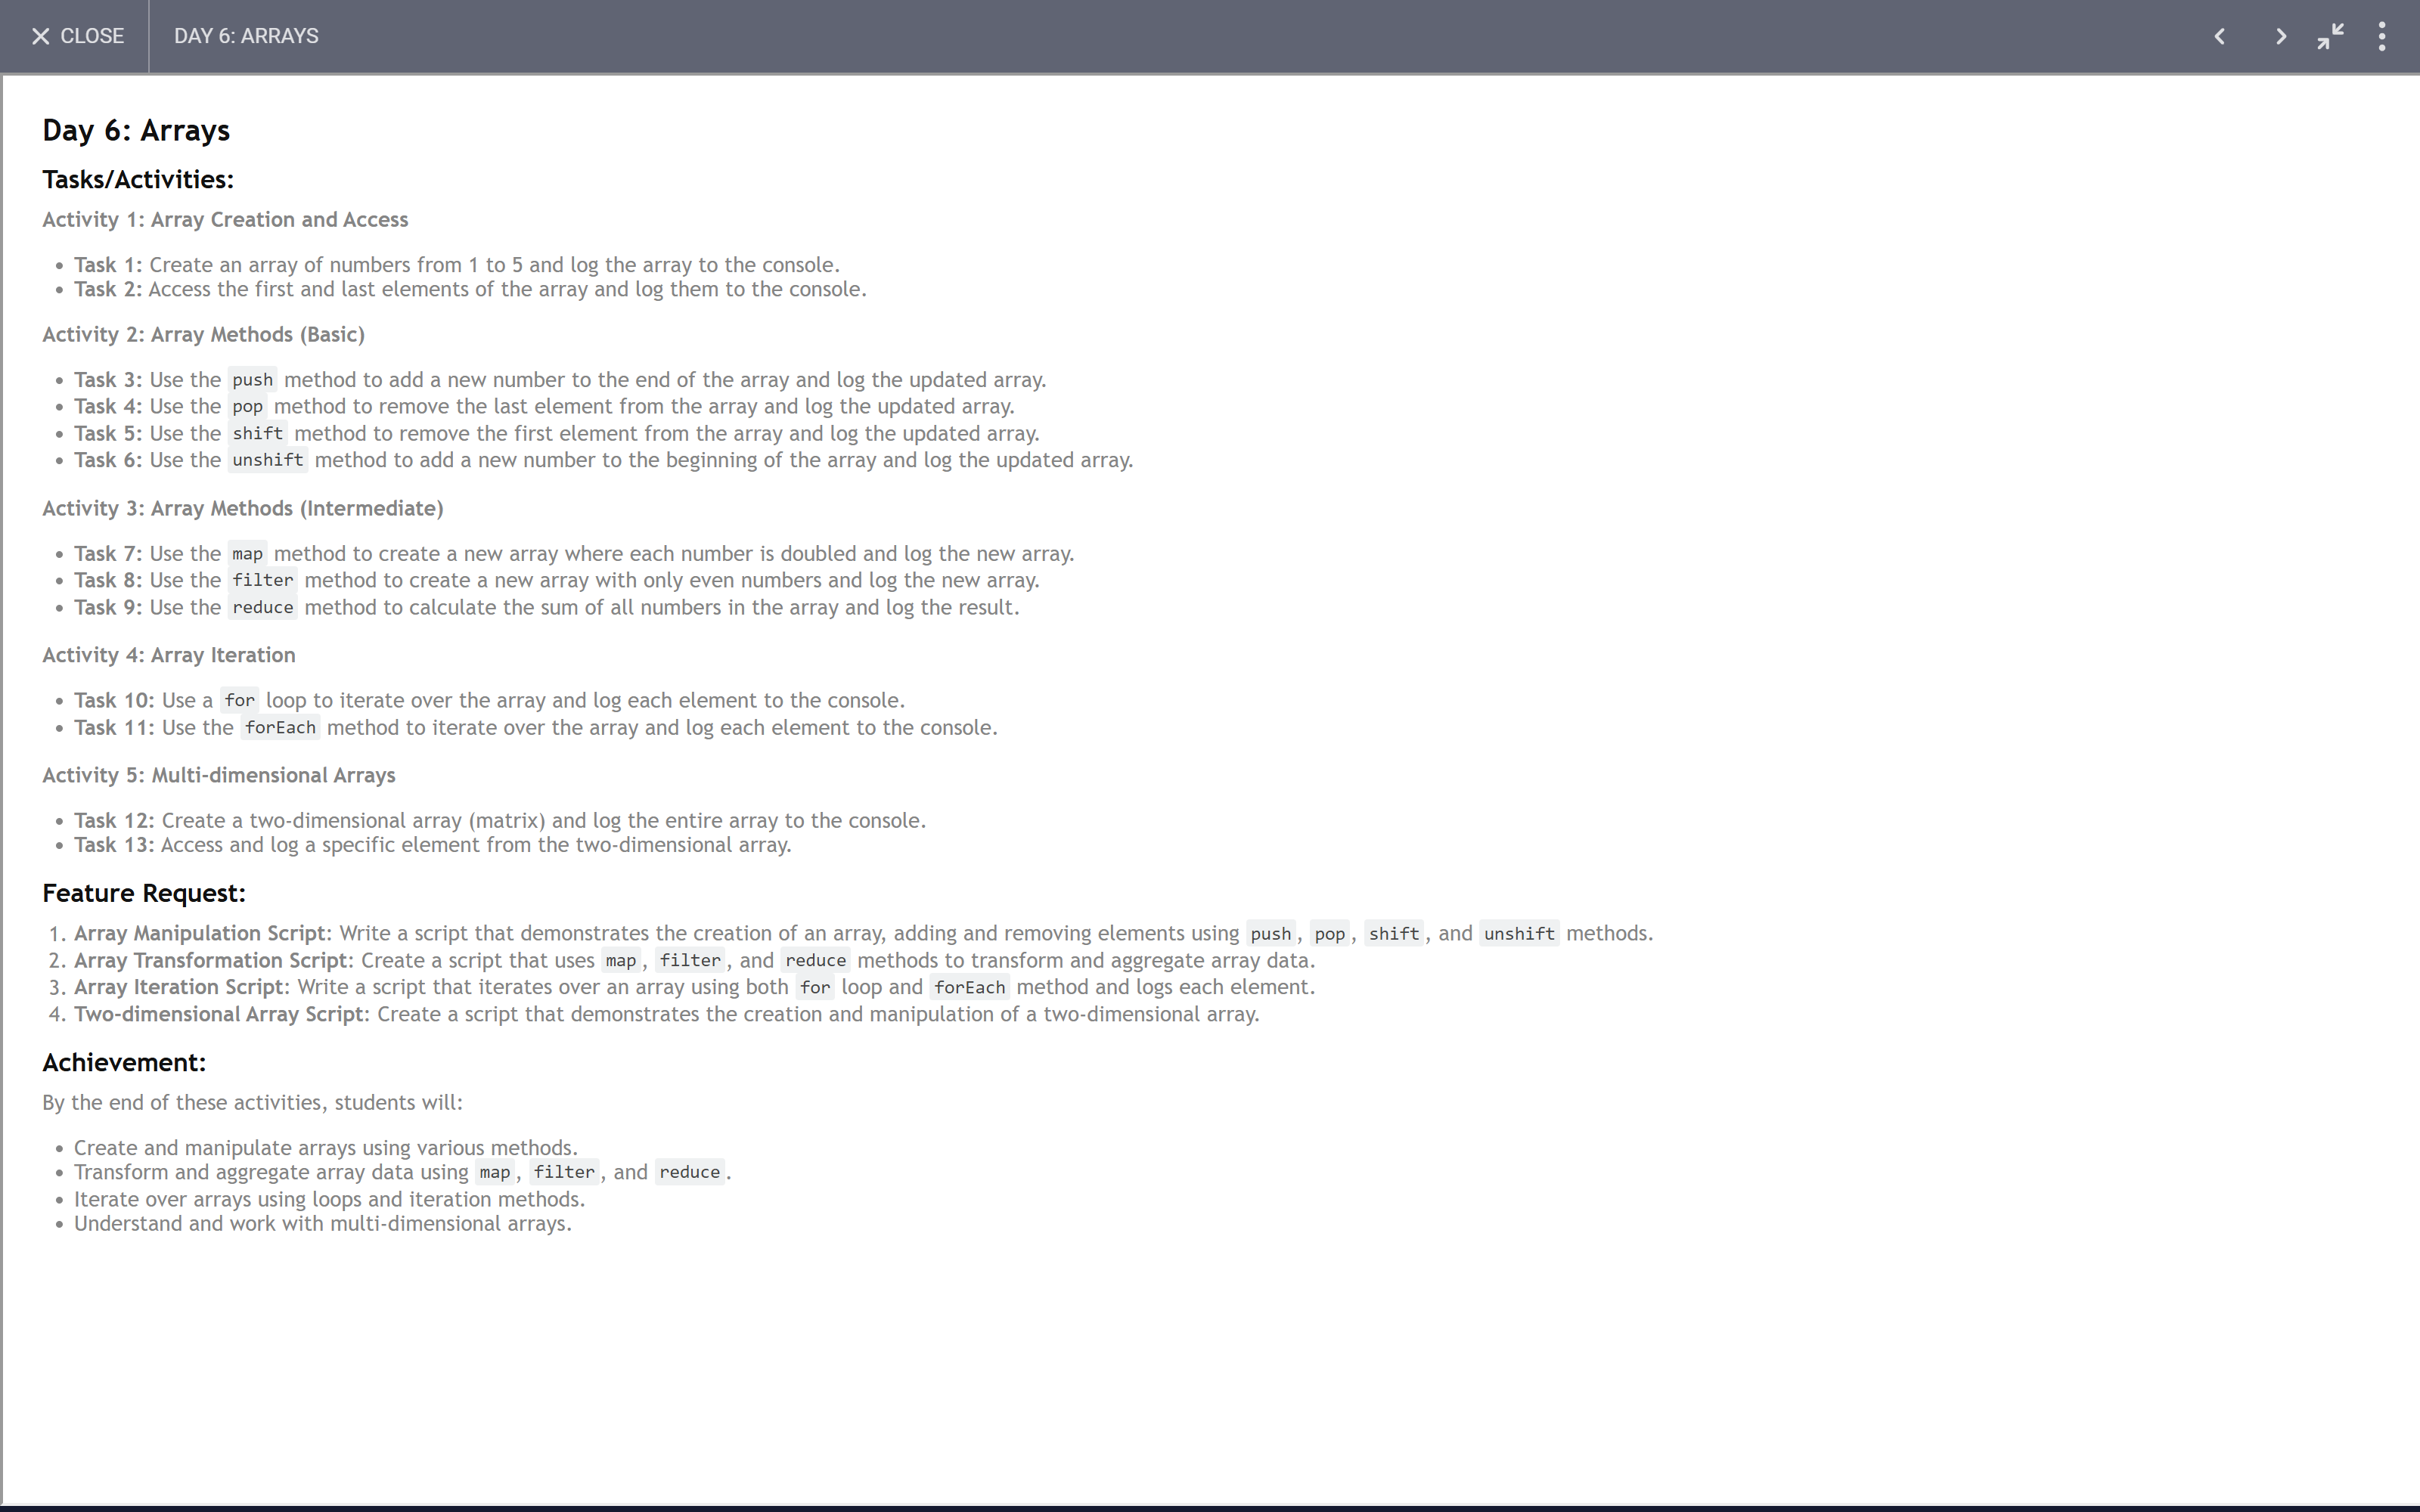 CLOSE
DAY 6: ARRAYS
Day 6: Arrays
Tasks/Activities:
Activity 1: Array Creation and Access
• Task 1: Create an array of numbers from 1 to 5 and log the array to the console.
• Task 2: Access the first and last elements of the array and log them to the console.
Activity 2: Array Methods (Basic)
• Task 3: Use the push method to add a new number to the end of the array and log the updated array.
• Task 4: Use the pop method to remove the last element from the array and log the updated array.
• Task 5: Use the shift method to remove the first element from the array and log the updated array.
• Task 6: Use the unshift method to add a new number to the beginning of the array and log the updated array.
Activity 3: Array Methods (Intermediate)
• Task 7: Use the map method to create a new array where each number is doubled and log the new array.
• Task 8: Use the filter method to create a new array with only even numbers and log the new array.
• Task 9: Use the reduce method to calculate the sum of all numbers in the array and log the result.
Activity 4: Array Iteration
• Task 10: Use a for loop to iterate over the array and log each element to the console.
• Task 11: Use the forEach method to iterate over the array and log each element to the console.
Activity 5: Multi-dimensional Arrays
• Task 12: Create a two-dimensional array (matrix) and log the entire array to the console.
• Task 13: Access and log a specific element from the two-dimensional array.
Feature Request:
1. Array Manipulation Script: Write a script that demonstrates the creation of an array, adding and removing elements using push, pop, shift, and unshift methods.
2. Array Transformation Script: Create a script that uses map, filter, and reduce methods to transform and aggregate array data.
3. Array Iteration Script: Write a script that iterates over an array using both for loop and forEach method and logs each element.
4. Two-dimensional Array Script: Create a script that demonstrates the creation and manipulation of a two-dimensional array.
Achievement:
By the end of these activities, students will:
• Create and manipulate arrays using various methods.
• Transform and aggregate array data using map, filter, and reduce.
• Iterate over arrays using loops and iteration methods.
• Understand and work with multi-dimensional arrays.